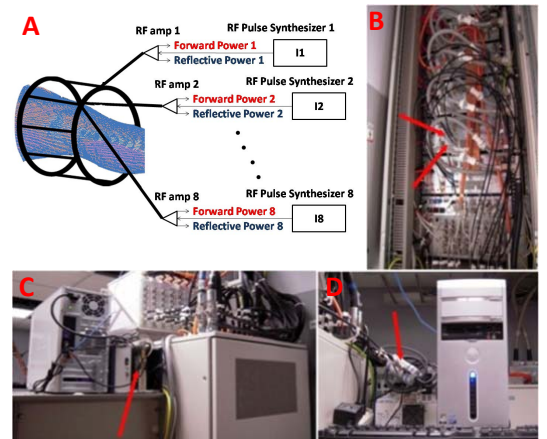 A
RF amp 1
RF Pulse Synthesizer 1
Forward Power 1
Reflective Power 1
I1
RF amp 2
RF Pulse Synthesizer 2
Forward Power 2
Reflective Power 2
I2
RF amp 8
RF Pulse Synthesizer 8
Forward Power 8
Reflective Power 8
I8
B
C
D